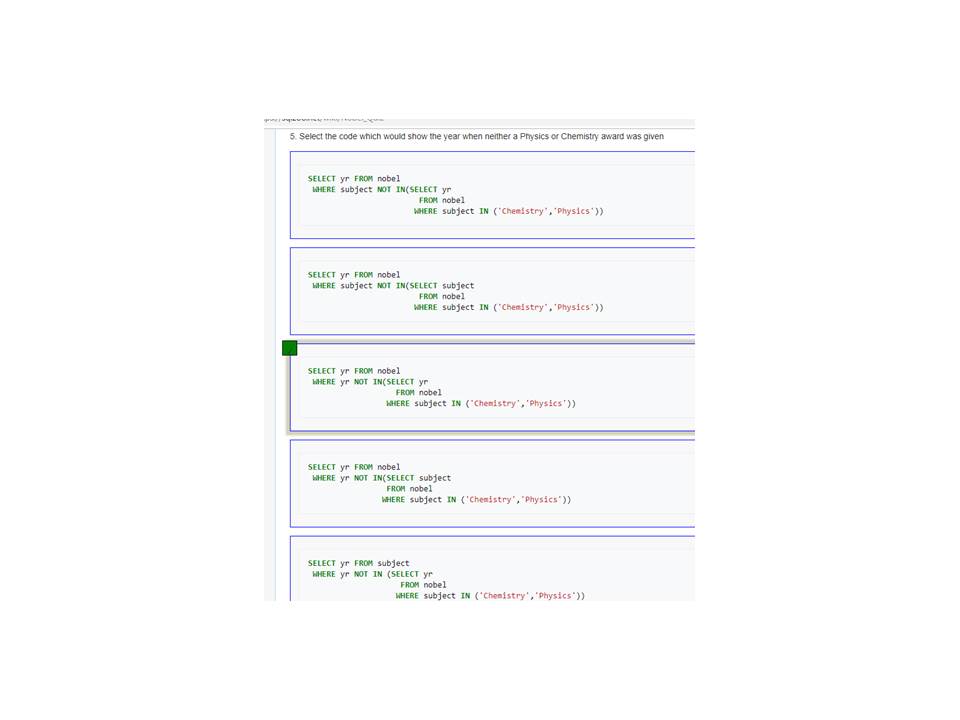 5. Select the code which would show the year when neither a Physics or Chemistry award was given
SELECT yr FROM nobel
WHERE subject NOT IN(SELECT yr
FROM nobel
WHERE subject IN ('Chemistry','Physics'))
SELECT yr FROM nobel
WHERE subject NOT IN(SELECT subject
FROM nobel
WHERE subject IN ('Chemistry','Physics'))
SELECT yr FROM nobel
WHERE yr NOT IN(SELECT yr
FROM nobel
WHERE subject IN ('Chemistry','Physics'))
SELECT yr FROM nobel
WHERE yr NOT IN(SELECT subject
FROM nobel
WHERE subject IN ('Chemistry','Physics'))
SELECT yr FROM subject
WHERE yr NOT IN (SELECT yr
FROM nobel
WHERE subject IN ('Chemistry','Physics'))